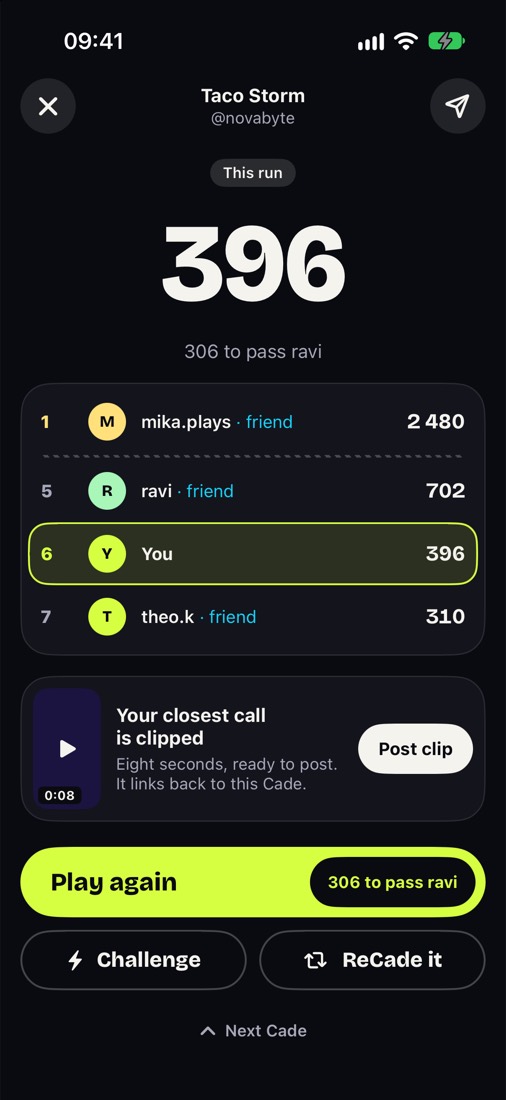 09:41
Taco Storm
@novabyte
This run
396
306 to pass ravi
1 M mika.plays · friend 2 480
5 R ravi · friend 702
6 Y You 396
7 T theo.k · friend 310
Your closest call
is clipped
Eight seconds, ready to post.
It links back to this Cade.
0:08
Post clip
Play again
306 to pass ravi
Challenge
ReCade it
Next Cade